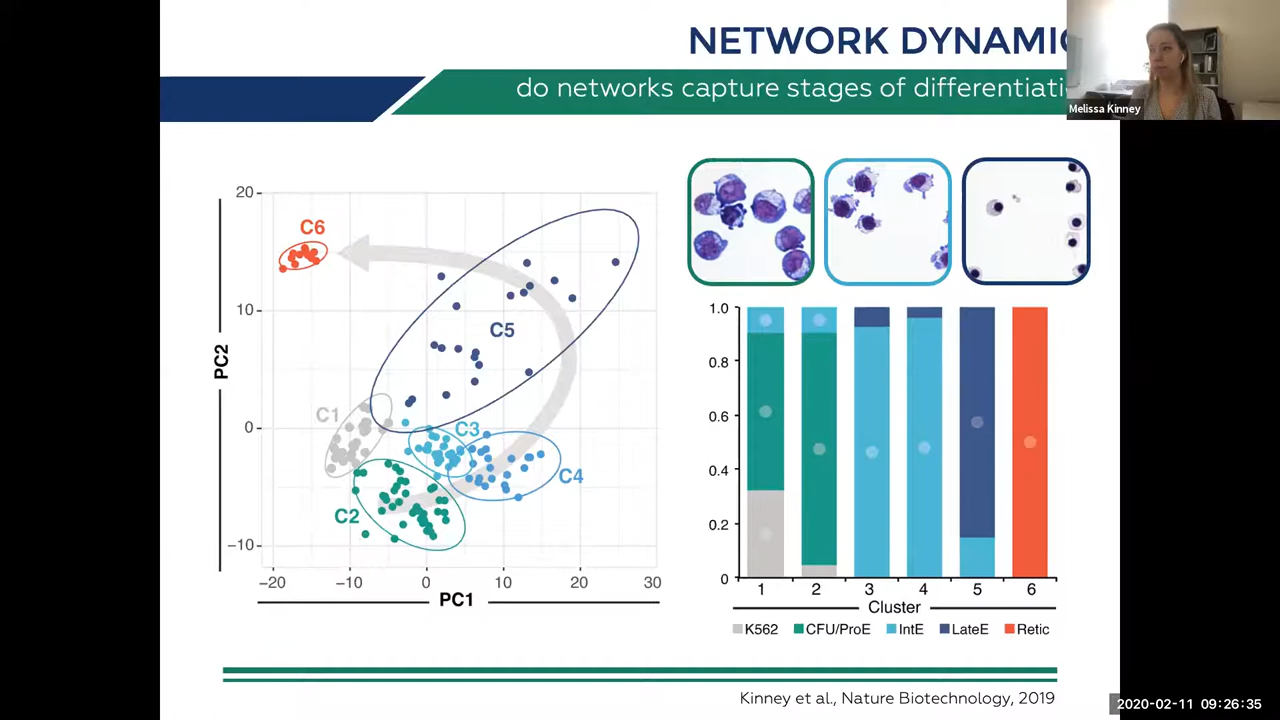 NETWORK DYNAMIC
do networks capture stages of differentiati
Melissa Kinney
20
10
0
−10
PC2
C6
C5
C1
C3
C4
C2
−20
−10
0
10
20
30
PC1
1.0
0.8
0.6
0.4
0.2
0
1
2
3
4
5
6
Cluster
K562
CFU/ProE
IntE
LateE
Retic
Kinney et al., Nature Biotechnology, 2019
2020-02-11 09:26:35